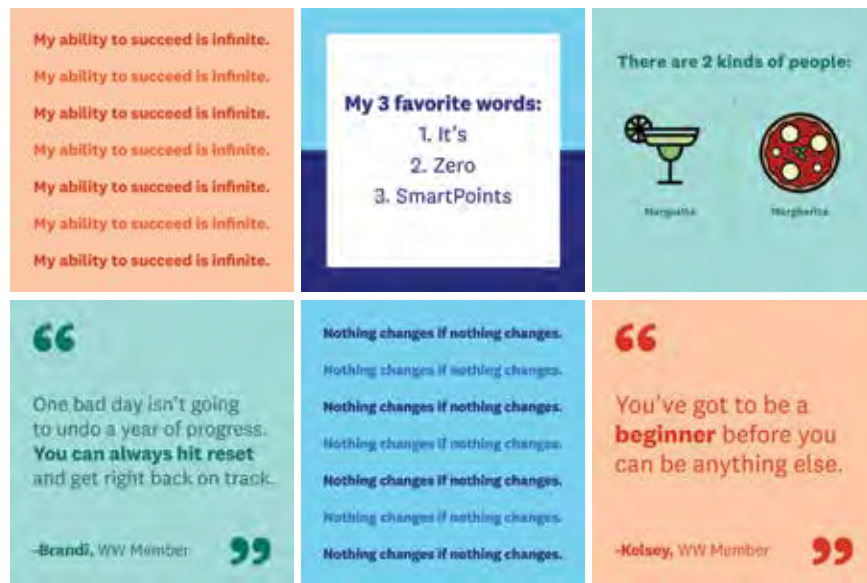 My ability to succeed is infinite.
My ability to succeed is infinite.
My ability to succeed is infinite.
My ability to succeed is infinite.
My ability to succeed is infinite.
My ability to succeed is infinite.
My ability to succeed is infinite.
My 3 favorite words:
1. It's
2. Zero
3. SmartPoints
There are 2 kinds of people:
Margarita
Margherita
“
One bad day isn't going
to undo a year of progress.
You can always hit reset
and get right back on track.
-Brandi, WW Member
”
Nothing changes if nothing changes.
Nothing changes if nothing changes.
Nothing changes if nothing changes.
Nothing changes if nothing changes.
Nothing changes if nothing changes.
Nothing changes if nothing changes.
Nothing changes if nothing changes.
“
You've got to be a
beginner before you
can be anything else.
-Kelsey, WW Member
”